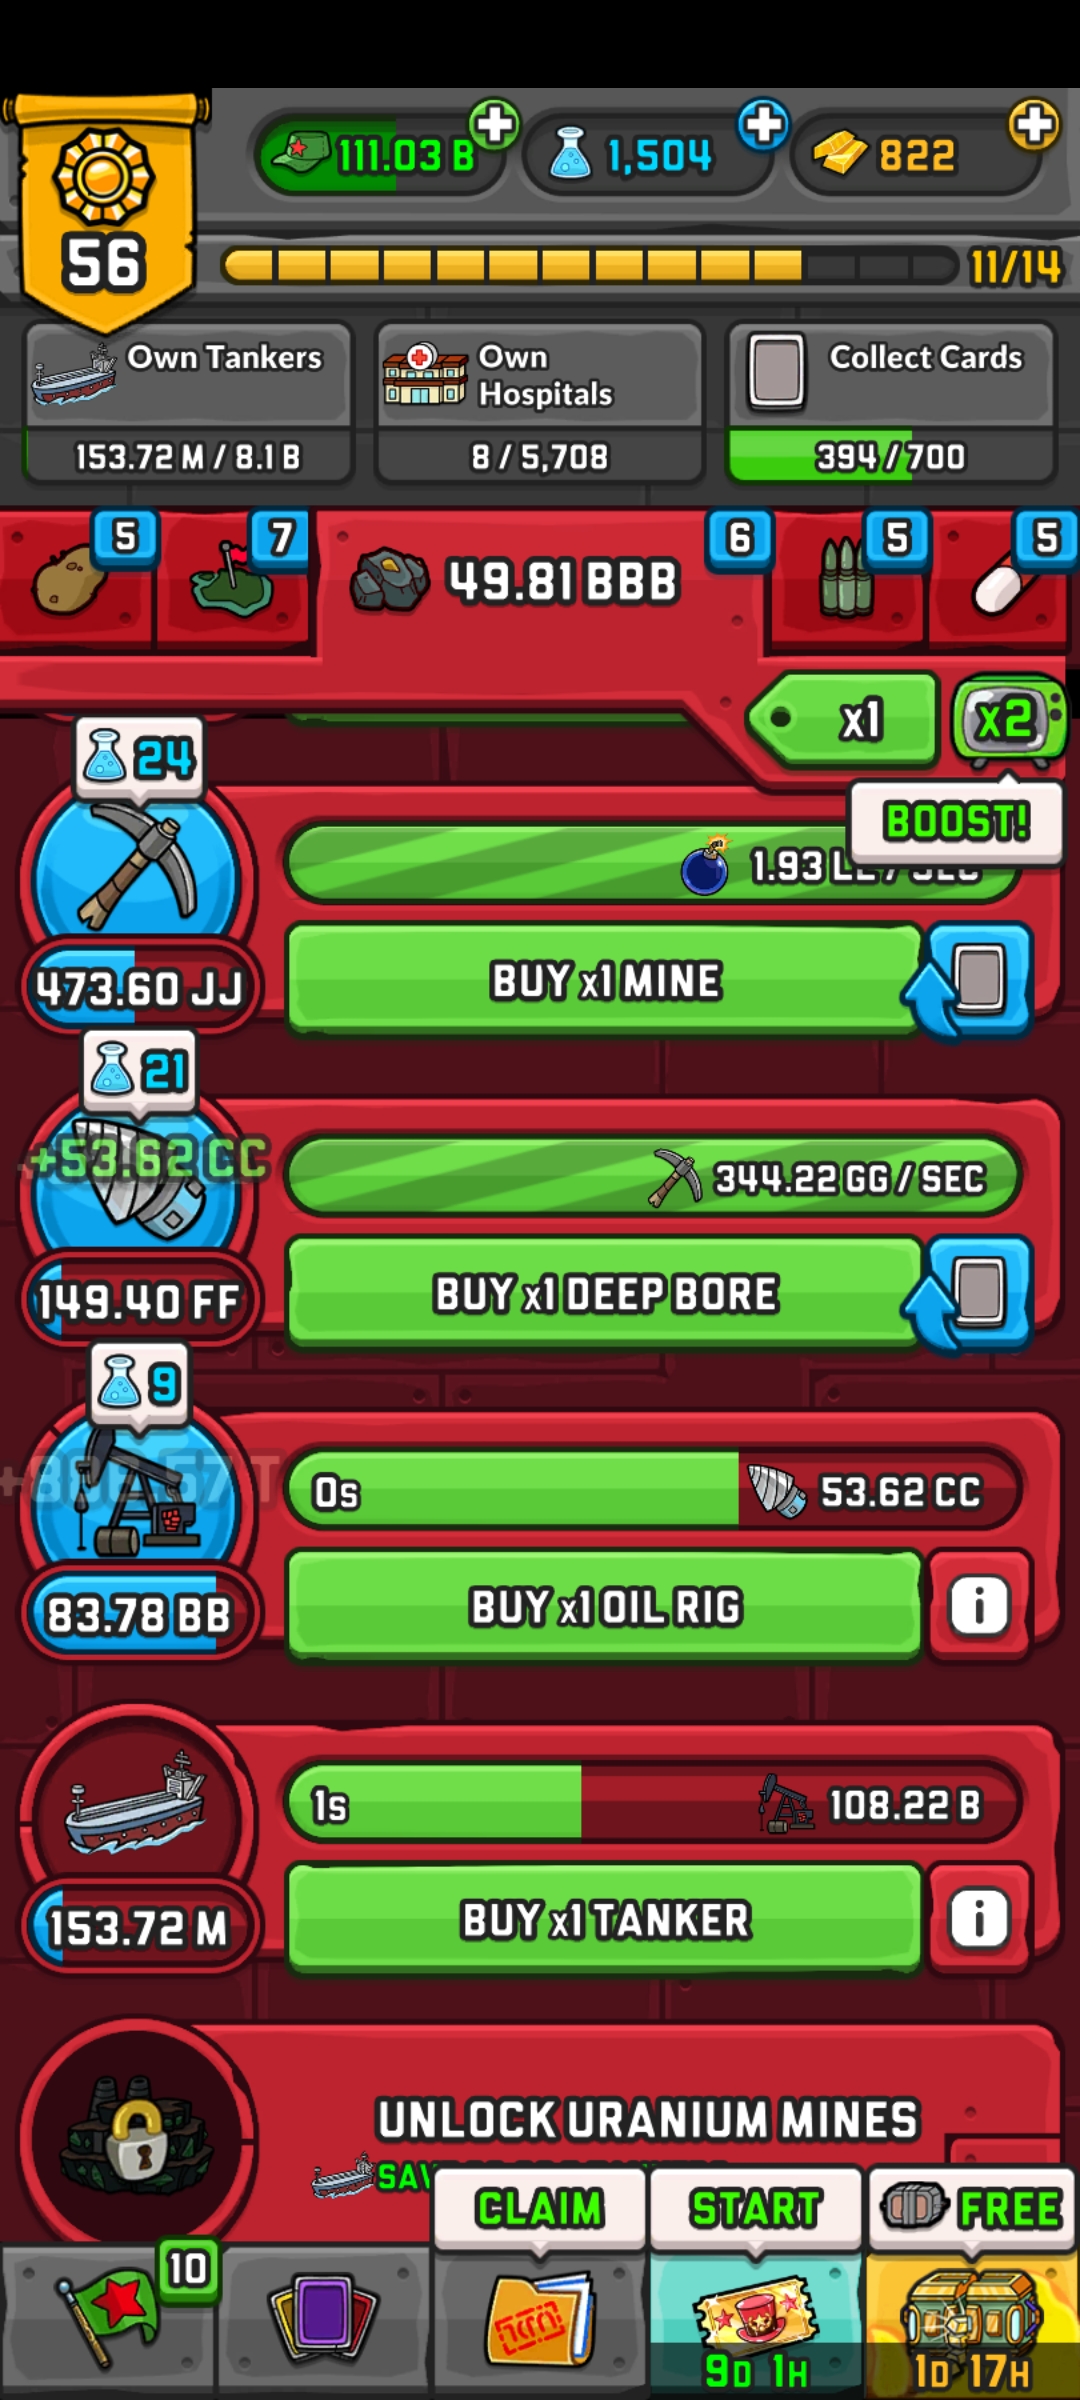 111.03 B
1,504
822
56
11/14
Own Tankers
153.72 M / 8.1 B
Own
Hospitals
8 / 5,708
Collect Cards
394 / 700
5
7
49.81 BBB
6
5
5
x1
x2
BOOST!
24
1.93
473.60 JJ
BUY x1 MINE
21
+53.62 CC
344.22 GG / SEC
149.40 FF
BUY x1 DEEP BORE
9
0s
53.62 CC
83.78 BB
BUY x1 OIL RIG
i
1s
108.22 B
153.72 M
BUY x1 TANKER
i
UNLOCK URANIUM MINES
CLAIM
START
FREE
10
9D 1H
1D 17H